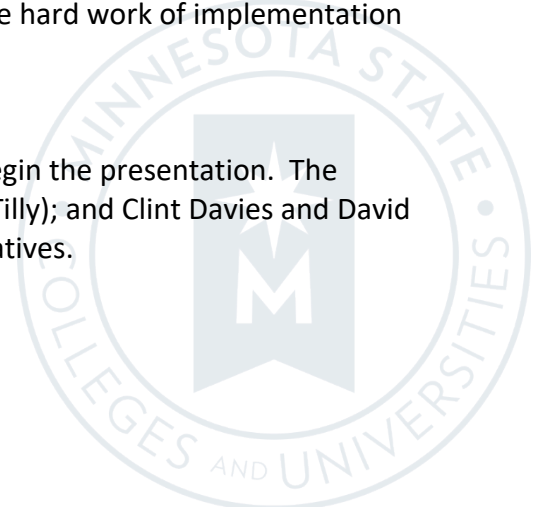 e hard work of implementation
egin the presentation. The
Tilly); and Clint Davies and David
atives.
MINNESOTA STATE
M
COLLEGES AND UNIVERSITIES